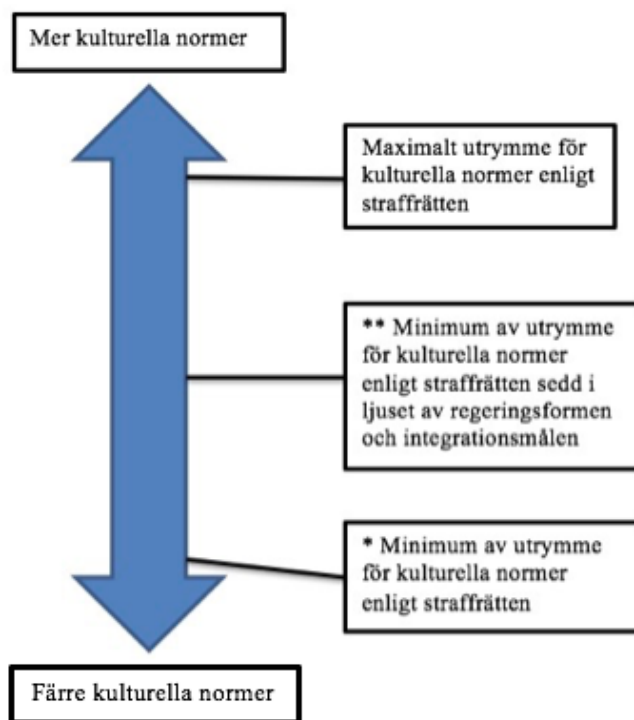 Mer kulturella normer
Maximalt utrymme för
kulturella normer enligt
straffrätten
** Minimum av utrymme
för kulturella normer
enligt straffrätten sedd i
ljuset av regeringsformen
och integrationsmålen
* Minimum av utrymme
för kulturella normer
enligt straffrätten
Färre kulturella normer